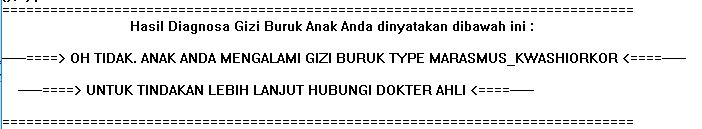 ==============================================================================
Hasil Diagnosa Gizi Buruk Anak Anda dinyatakan dibawah ini :
==============================================================================
——====> OH TIDAK. ANAK ANDA MENGALAMI GIZI BURUK TYPE MARASMUS_KWASHIORKOR <====——
——====> UNTUK TINDAKAN LEBIH LANJUT HUBUNGI DOKTER AHLI <====——
==============================================================================